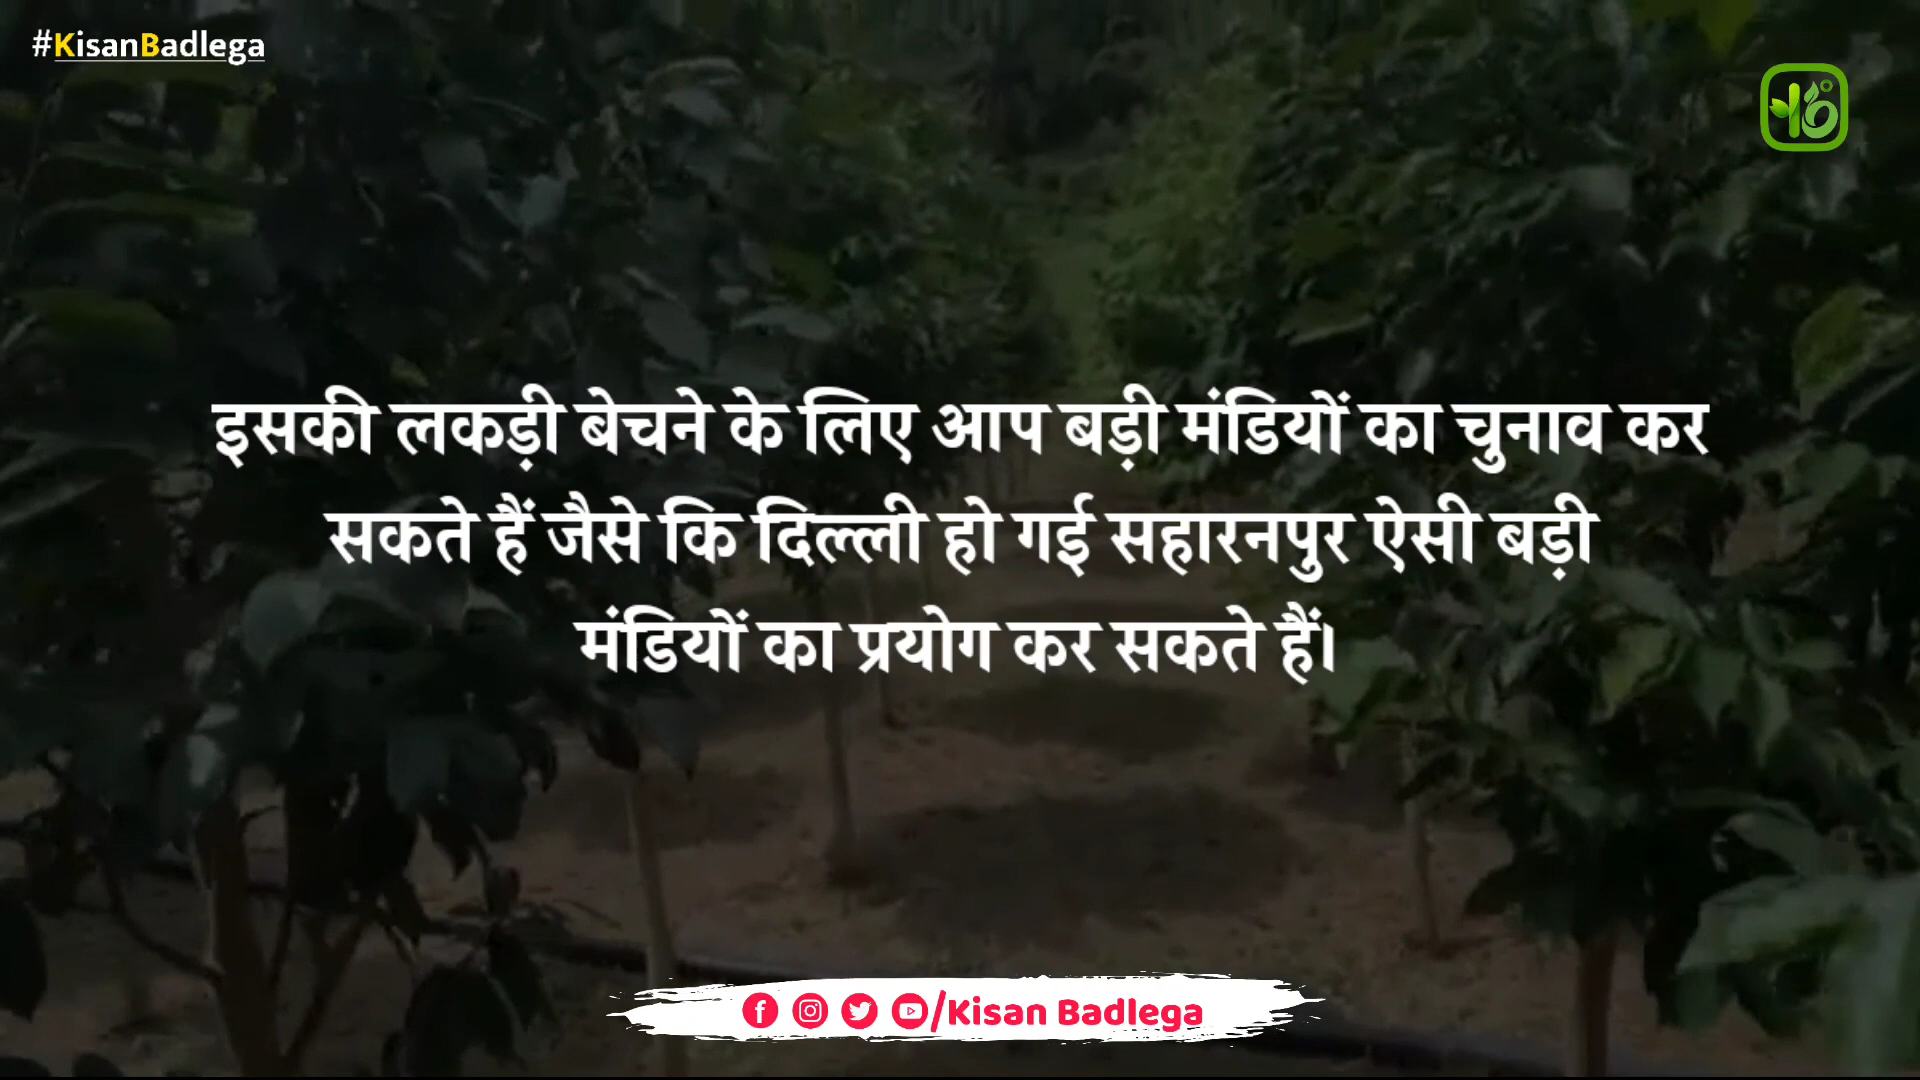 #KisanBadlega
इसकी लकड़ी बेचने के लिए आप बड़ी मंडियों का चुनाव कर
सकते हैं जैसे कि दिल्ली हो गई सहारनपुर ऐसी बड़ी
मंडियों का प्रयोग कर सकते हैं।
/Kisan Badlega